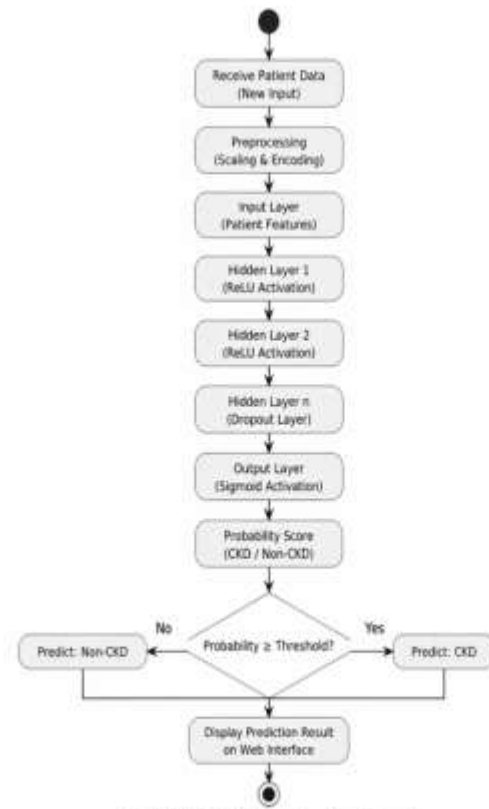 Receive Patient Data
(New Input)
Preprocessing
(Scaling & Encoding)
Input Layer
(Patient Features)
Hidden Layer 1
(ReLU Activation)
Hidden Layer 2
(ReLU Activation)
Hidden Layer n
(Dropout Layer)
Output Layer
(Sigmoid Activation)
Probability Score
(CKD / Non-CKD)
No
Yes
Predict: Non-CKD
Probability ≥ Threshold?
Predict: CKD
Display Prediction Result
on Web Interface